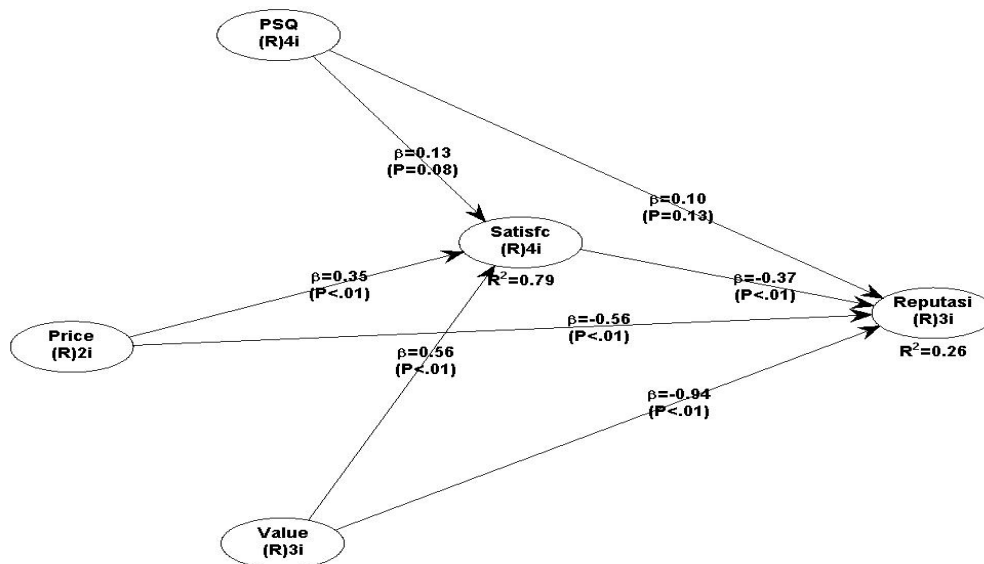 PSQ
(R)4i
β=0.13
(P=0.08)
β=0.10
(P=0.13)
Satisfc
(R)4i
R²=0.79
β=0.35
(P<.01)
β=-0.37
(P<.01)
Reputasi
(R)3i
R²=0.26
Price
(R)2i
β=-0.56
(P<.01)
β=0.56
(P<.01)
β=-0.94
(P<.01)
Value
(R)3i